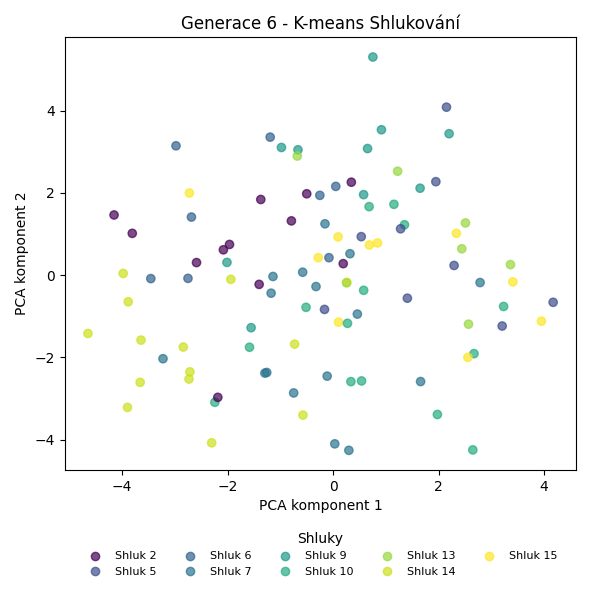 Generace 6 - K-means Shlukování
PCA komponent 2
4
2
0
−2
−4
−4 −2 0 2 4
PCA komponent 1
Shluky
Shluk 2 Shluk 6 Shluk 9 Shluk 13 Shluk 15
Shluk 5 Shluk 7 Shluk 10 Shluk 14